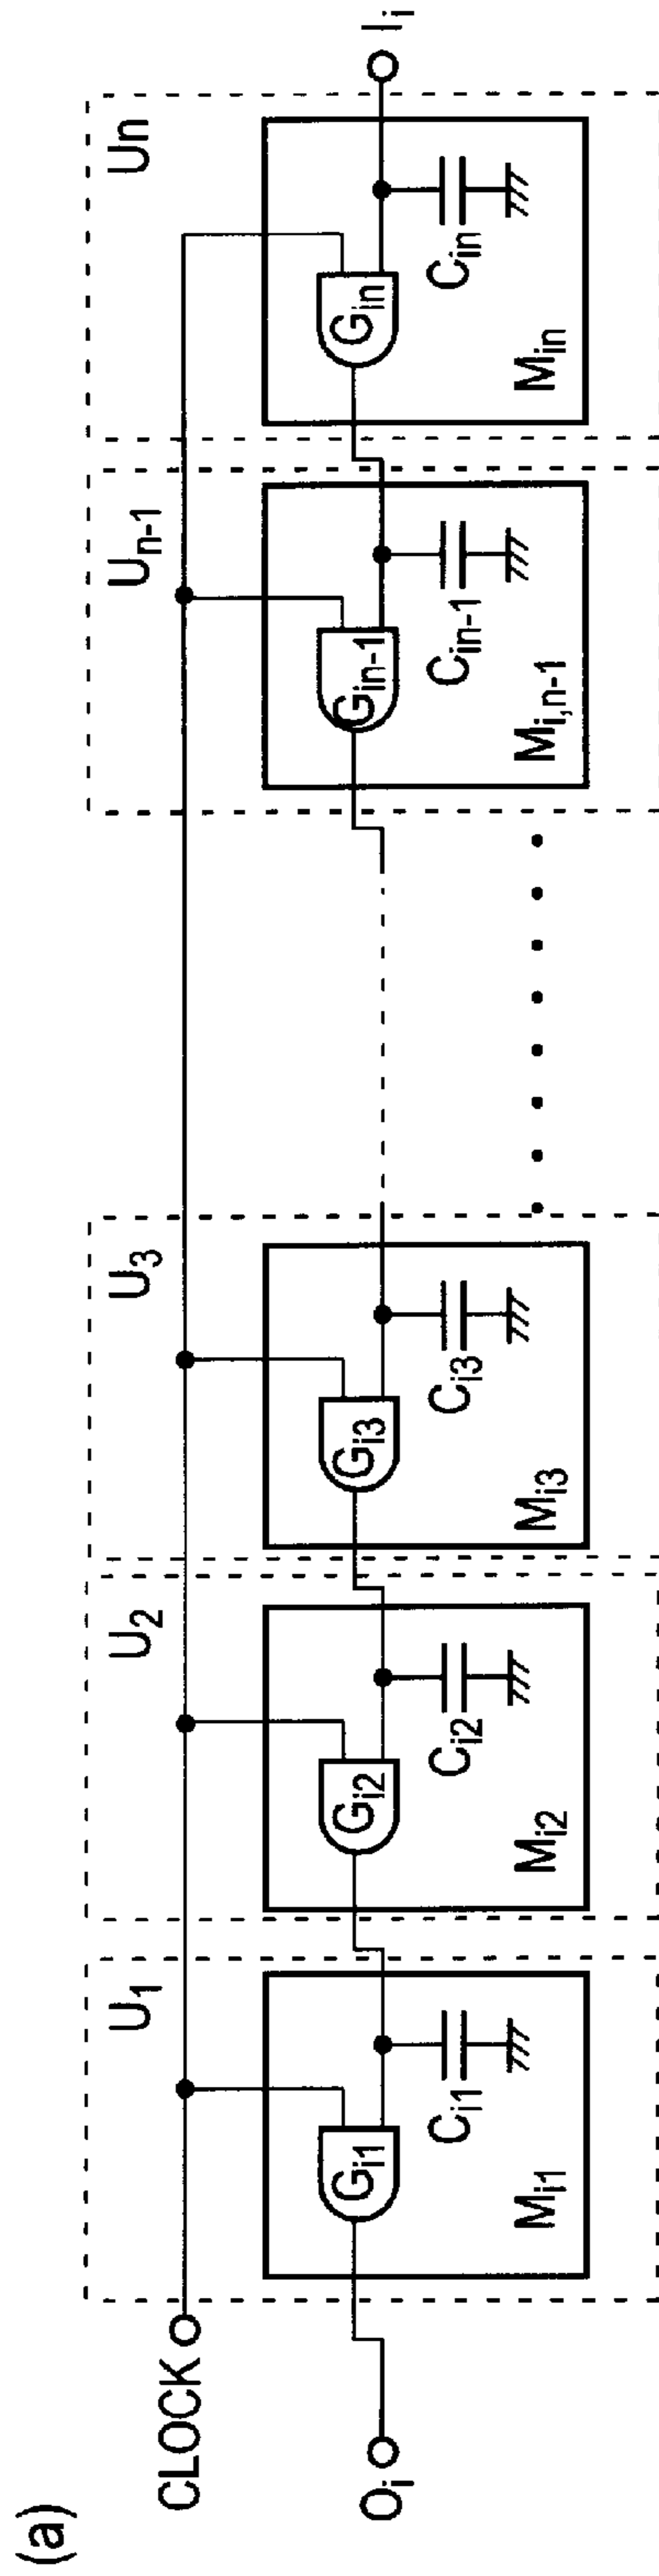 (a)
CLOCK
O_i
U_1
G_i1
C_i1
M_i1
U_2
G_i2
C_i2
M_i2
U_3
G_i3
C_i3
M_i3
U_n-1
G_in-1
C_in-1
M_i,n-1
Un
G_in
C_in
M_in
I_i